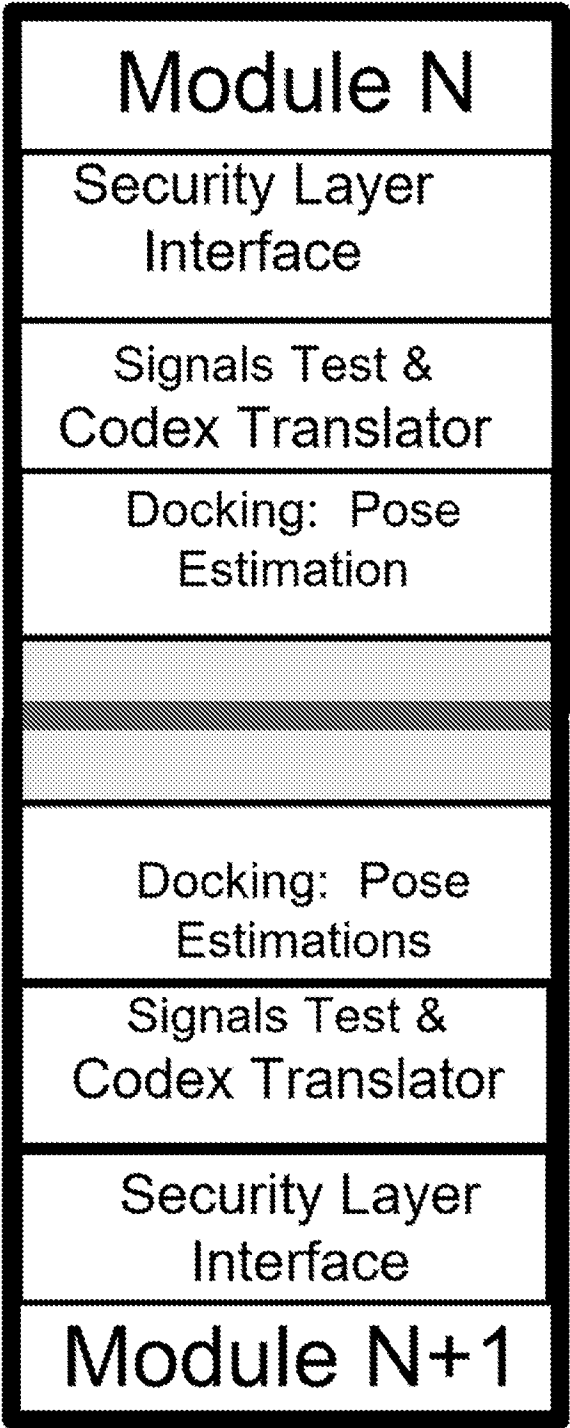 Module N
Security Layer
Interface
Signals Test &
Codex Translator
Docking: Pose
Estimation
Docking: Pose
Estimations
Signals Test &
Codex Translator
Security Layer
Interface
Module N+1